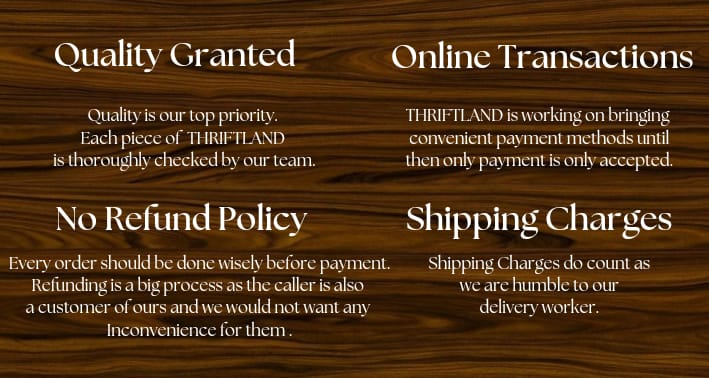 Quality Granted
Quality is our top priority.
Each piece of THRIFTLAND
is thoroughly checked by our team.
Online Transactions
THRIFTLAND is working on bringing
convenient payment methods until
then only payment is only accepted.
No Refund Policy
Every order should be done wisely before payment.
Refunding is a big process as the caller is also
a customer of ours and we would not want any
Inconvenience for them .
Shipping Charges
Shipping Charges do count as
we are humble to our
delivery worker.